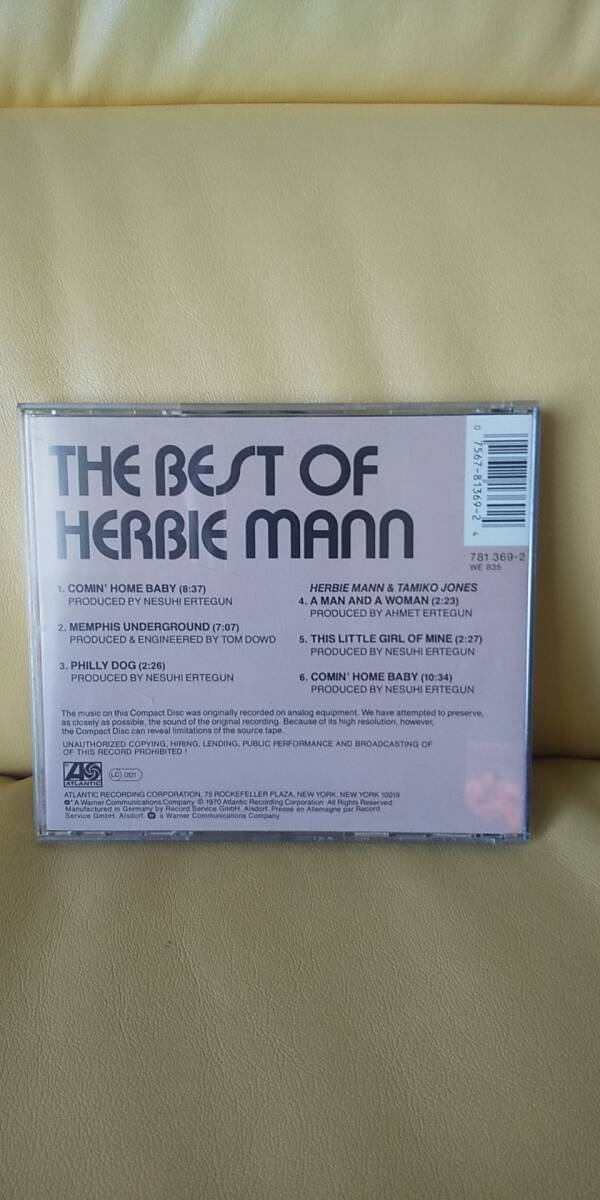 THE BEST OF
HERBIE MANN
0 7567-81369-2 4
781 369-2
WE 835
1. COMIN' HOME BABY (8:37)
PRODUCED BY NESUHI ERTEGUN
2. MEMPHIS UNDERGROUND (7:07)
PRODUCED & ENGINEERED BY TOM DOWD
3. PHILLY DOG (2:26)
PRODUCED BY NESUHI ERTEGUN
HERBIE MANN & TAMIKO JONES
4. A MAN AND A WOMAN (2:23)
PRODUCED BY AHMET ERTEGUN
5. THIS LITTLE GIRL OF MINE (2:27)
PRODUCED BY NESUHI ERTEGUN
6. COMIN' HOME BABY (10:34)
PRODUCED BY NESUHI ERTEGUN
The music on this Compact Disc was originally recorded on analog equipment. We have attempted to preserve,
as closely as possible, the sound of the original recording. Because of its high resolution, however,
the Compact Disc can reveal limitations of the source tape.
UNAUTHORIZED COPYING, HIRING, LENDING, PUBLIC PERFORMANCE AND BROADCASTING OF
OF THIS RECORD PROHIBITED !
ATLANTIC
LC 0121
ATLANTIC RECORDING CORPORATION, 75 ROCKEFELLER PLAZA, NEW YORK, NEW YORK 10019
A Warner Communications Company ℗ 1970 Atlantic Recording Corporation All Rights Reserved.
Manufactured in Germany by Record Service GmbH, Alsdorf. Presse en Allemagne par Record
Service GmbH. Alsdorf. a Warner Communications Company